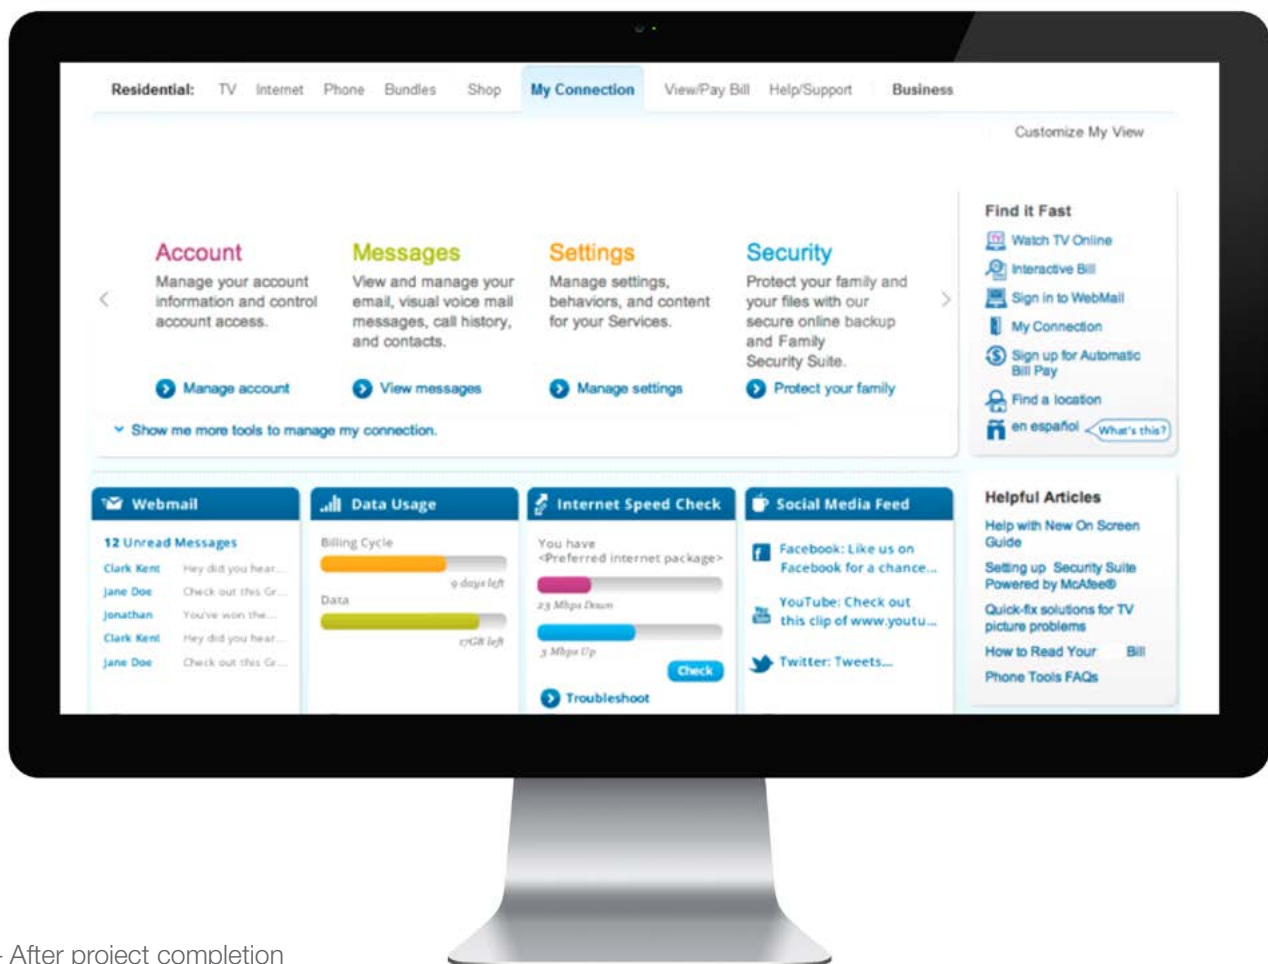 Residential: TV Internet Phone Bundles Shop My Connection View/Pay Bill Help/Support Business
Customize My View
Account
Manage your account
information and control
account access.
Manage account
Messages
View and manage your
email, visual voice mail
messages, call history,
and contacts.
View messages
Settings
Manage settings,
behaviors, and content
for your Services.
Manage settings
Security
Protect your family and
your files with our
secure online backup
and Family
Security Suite.
Protect your family
Show me more tools to manage my connection.
Find it Fast
Watch TV Online
Interactive Bill
Sign in to WebMail
My Connection
Sign up for Automatic
Bill Pay
Find a location
en español What's this?
Webmail
12 Unread Messages
Clark Kent Hey did you hear...
Jane Doe Check out this Gr...
Jonathan You've won the...
Clark Kent Hey did you hear...
Jane Doe Check out this Gr...
Data Usage
Billing Cycle
9 days left
Data
17GB left
Internet Speed Check
You have
<Preferred internet package>
23 Mbps Down
3 Mbps Up
Check
Troubleshoot
Social Media Feed
Facebook: Like us on
Facebook for a chance...
YouTube: Check out
this clip of www.youtu...
Twitter: Tweets...
Helpful Articles
Help with New On Screen
Guide
Setting up Security Suite
Powered by McAfee®
Quick-fix solutions for TV
picture problems
How to Read Your Bill
Phone Tools FAQs
- After project completion